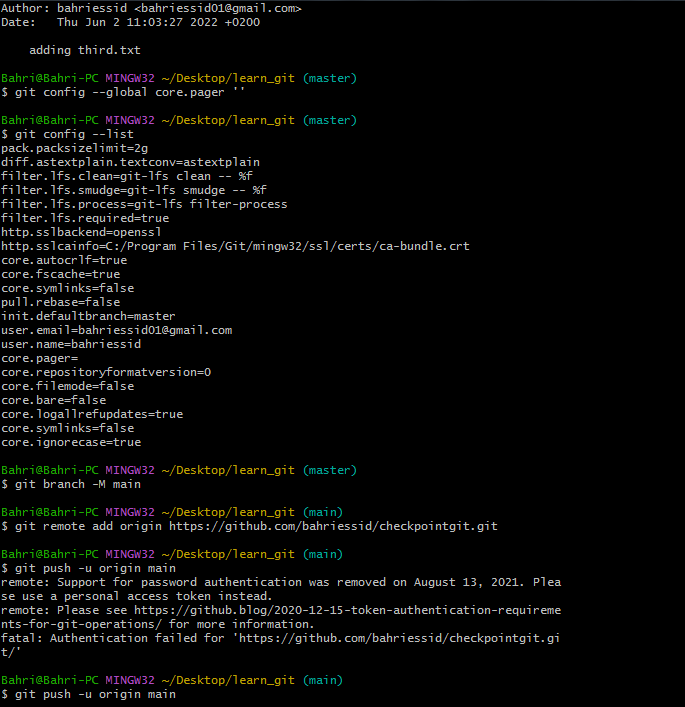 Author: bahriessid <bahriessid01@gmail.com>
Date:   Thu Jun 2 11:03:27 2022 +0200
    adding third.txt
Bahri@Bahri-PC MINGW32 ~/Desktop/learn_git (master)
$ git config --global core.pager ''
Bahri@Bahri-PC MINGW32 ~/Desktop/learn_git (master)
$ git config --list
pack.packsizelimit=2g
diff.astextplain.textconv=astextplain
filter.lfs.clean=git-lfs clean -- %f
filter.lfs.smudge=git-lfs smudge -- %f
filter.lfs.process=git-lfs filter-process
filter.lfs.required=true
http.sslbackend=openssl
http.sslcainfo=C:/Program Files/Git/mingw32/ssl/certs/ca-bundle.crt
core.autocrlf=true
core.fscache=true
core.symlinks=false
pull.rebase=false
init.defaultbranch=master
user.email=bahriessid01@gmail.com
user.name=bahriessid
core.pager=
core.repositoryformatversion=0
core.filemode=false
core.bare=false
core.logallrefupdates=true
core.symlinks=false
core.ignorecase=true
Bahri@Bahri-PC MINGW32 ~/Desktop/learn_git (master)
$ git branch -M main
Bahri@Bahri-PC MINGW32 ~/Desktop/learn_git (main)
$ git remote add origin https://github.com/bahriessid/checkpointgit.git
Bahri@Bahri-PC MINGW32 ~/Desktop/learn_git (main)
$ git push -u origin main
remote: Support for password authentication was removed on August 13, 2021. Plea
se use a personal access token instead.
remote: Please see https://github.blog/2020-12-15-token-authentication-requireme
nts-for-git-operations/ for more information.
fatal: Authentication failed for 'https://github.com/bahriessid/checkpointgit.gi
t/'
Bahri@Bahri-PC MINGW32 ~/Desktop/learn_git (main)
$ git push -u origin main